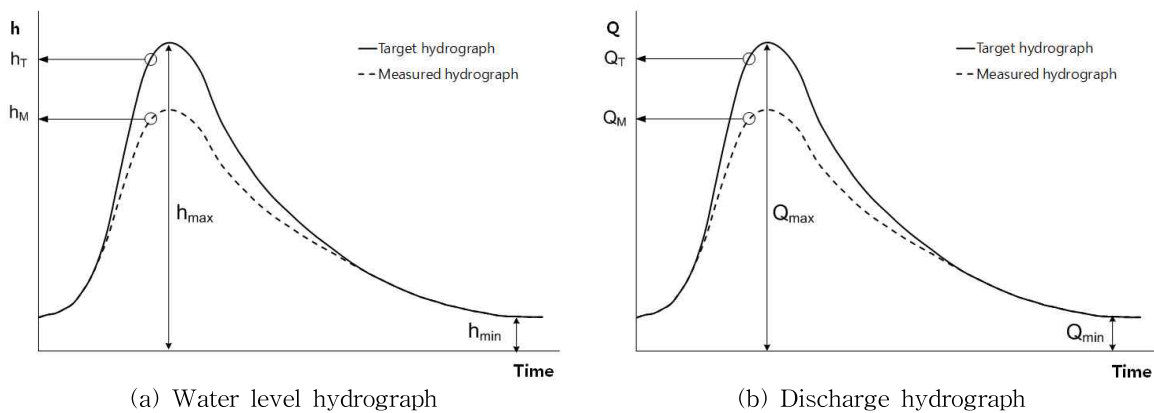 h
Target hydrograph
Measured hydrograph
hT
hM
hmax
hmin
Time
(a) Water level hydrograph
Q
Target hydrograph
Measured hydrograph
QT
QM
Qmax
Qmin
Time
(b) Discharge hydrograph